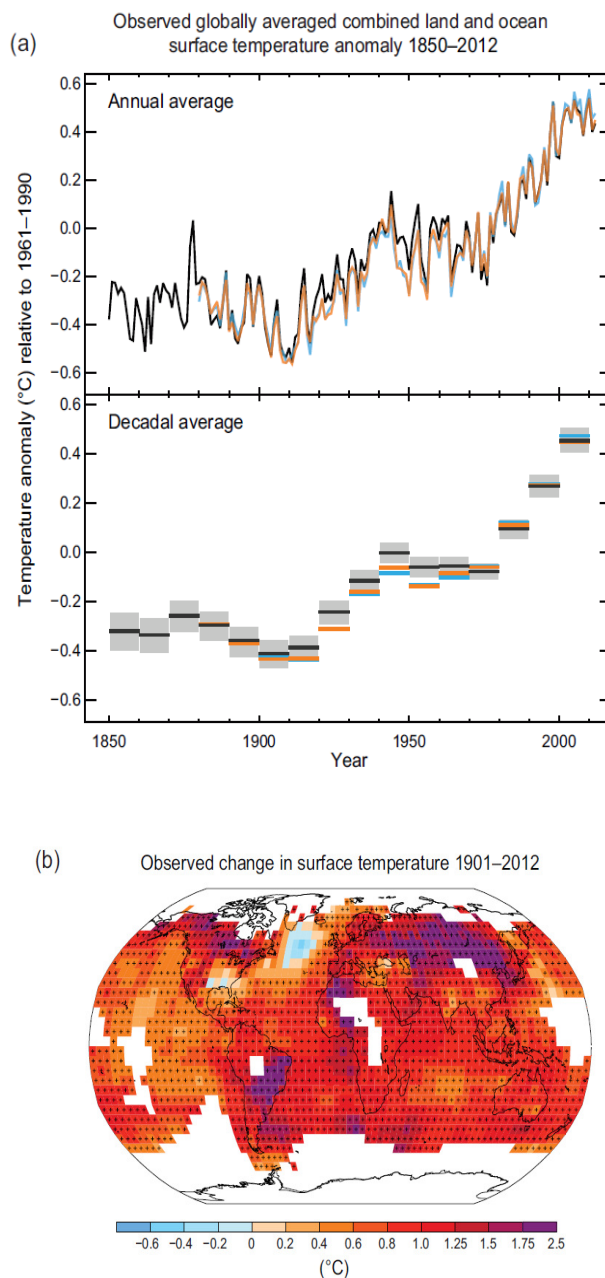 Observed globally averaged combined land and ocean
surface temperature anomaly 1850–2012
(a)
0.6
Annual average
0.4
0.2
0.0
−0.2
−0.4
−0.6
Temperature anomaly (°C) relative to 1961–1990
0.6
Decadal average
0.4
0.2
0.0
−0.2
−0.4
−0.6
1850 1900 1950 2000
Year
(b)
Observed change in surface temperature 1901–2012
−0.6 −0.4 −0.2 0 0.2 0.4 0.6 0.8 1.0 1.25 1.5 1.75 2.5
(°C)